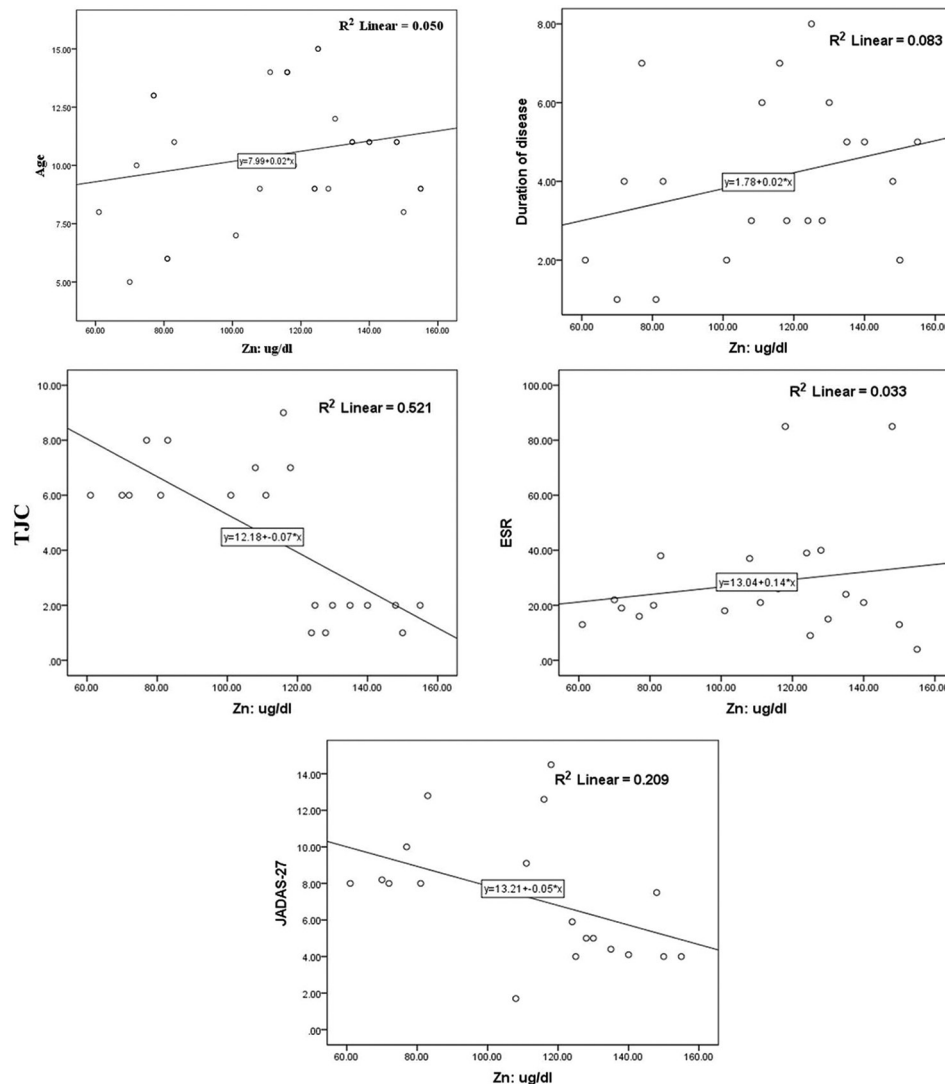 R² Linear = 0.050
15.00
12.50
Age
10.00
y=7.99+0.02*x
7.50
5.00
60.00 80.00 100.00 120.00 140.00 160.00
Zn: ug/dl
8.00
R² Linear = 0.083
6.00
Duration of disease
4.00
y=1.78+0.02*x
2.00
60.00 80.00 100.00 120.00 140.00 160.00
Zn: ug/dl
10.00
R² Linear = 0.521
8.00
6.00
TJC
y=12.18+-0.07*x
4.00
2.00
.00
60.00 80.00 100.00 120.00 140.00 160.00
Zn: ug/dl
100.00
R² Linear = 0.033
80.00
60.00
ESR
40.00
y=13.04+0.14*x
20.00
.00
60.00 80.00 100.00 120.00 140.00 160.00
Zn: ug/dl
14.00
R² Linear = 0.209
12.00
10.00
JADAS-27
8.00
y=13.21+-0.05*x
6.00
4.00
2.00
.00
60.00 80.00 100.00 120.00 140.00 160.00
Zn: ug/dl